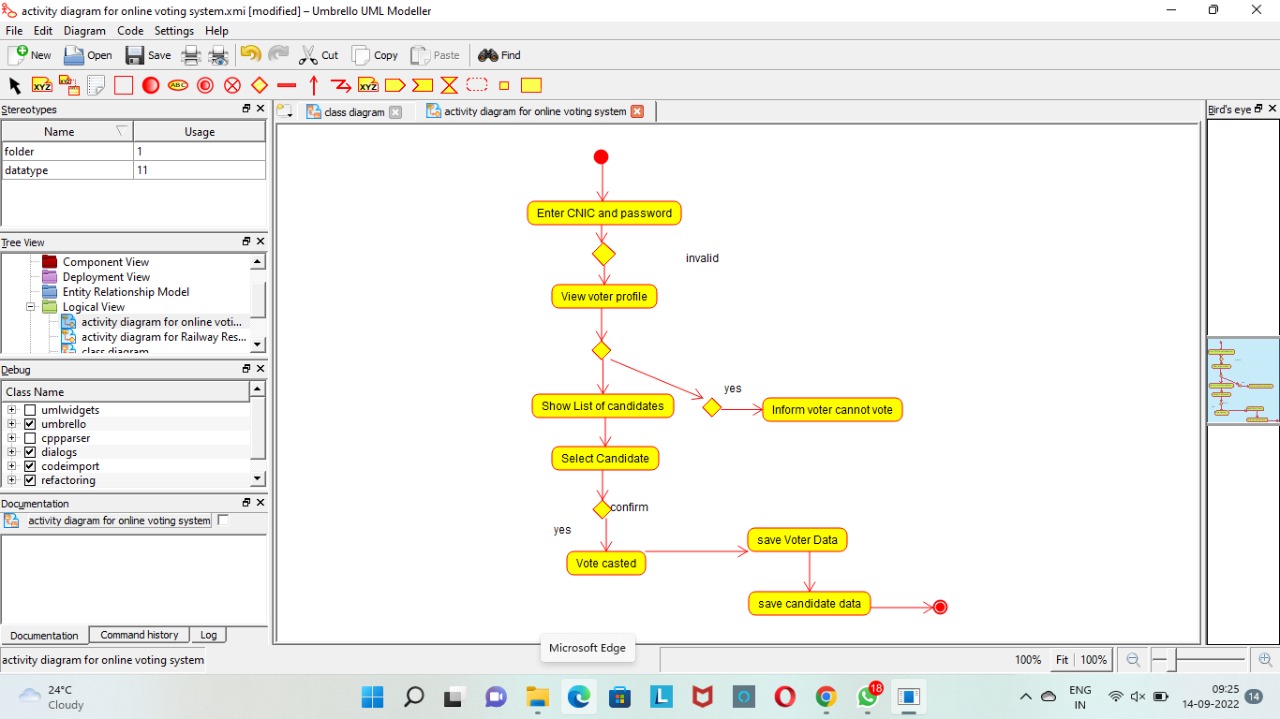 activity diagram for online voting system.xmi [modified] – Umbrello UML Modeller
File Edit Diagram Code Settings Help
New Open Save Cut Copy Paste Find
XYZ ABC XYZ
Stereotypes
Name Usage
folder 1
datatype 11
Tree View
Component View
Deployment View
Entity Relationship Model
Logical View
activity diagram for online voti...
activity diagram for Railway Res...
class diagram
Debug
Class Name
umlwidgets
umbrello
cppparser
dialogs
codeimport
refactoring
Documentation
activity diagram for online voting system
Documentation Command history Log
activity diagram for online voting system
class diagram activity diagram for online voting system
Enter CNIC and password
invalid
View voter profile
yes
Show List of candidates
Inform voter cannot vote
Select Candidate
confirm
yes
save Voter Data
Vote casted
save candidate data
Bird's eye
Microsoft Edge
100% Fit 100%
24°C
Cloudy
L
18
ENG
IN
09:25
14-09-2022
14